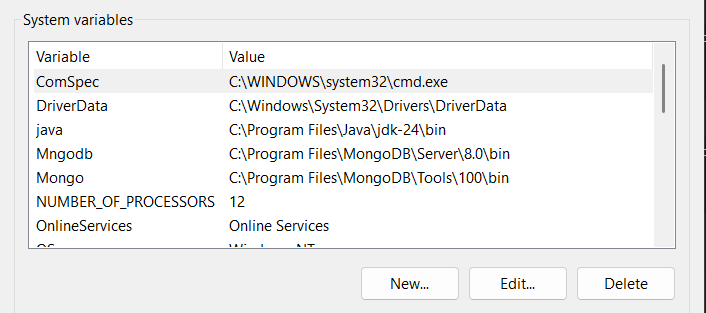 System variables
Variable Value
ComSpec C:\WINDOWS\system32\cmd.exe
DriverData C:\Windows\System32\Drivers\DriverData
java C:\Program Files\Java\jdk-24\bin
Mngodb C:\Program Files\MongoDB\Server\8.0\bin
Mongo C:\Program Files\MongoDB\Tools\100\bin
NUMBER_OF_PROCESSORS 12
OnlineServices Online Services
New... Edit... Delete